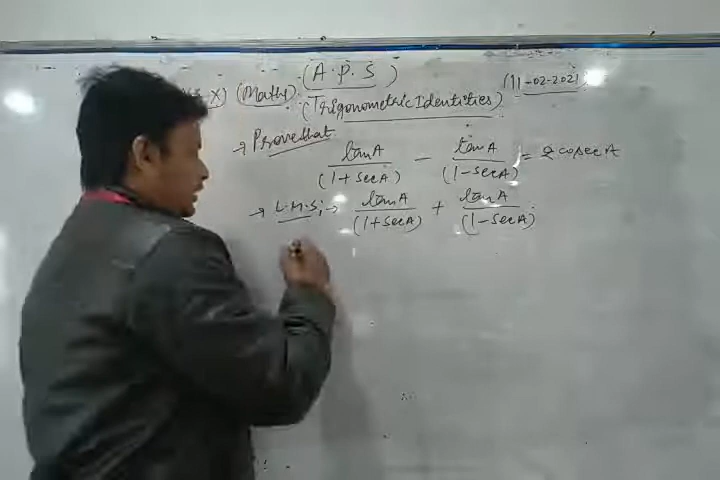 (A.P.S)
X) (Maths) 11-02-2021
(Trigonometric Identities)
→ Prove that
tanA/(1+secA) - tanA/(1-secA) = 2cosecA
→ L.H.S; → tanA/(1+secA) + tanA/(1-secA)